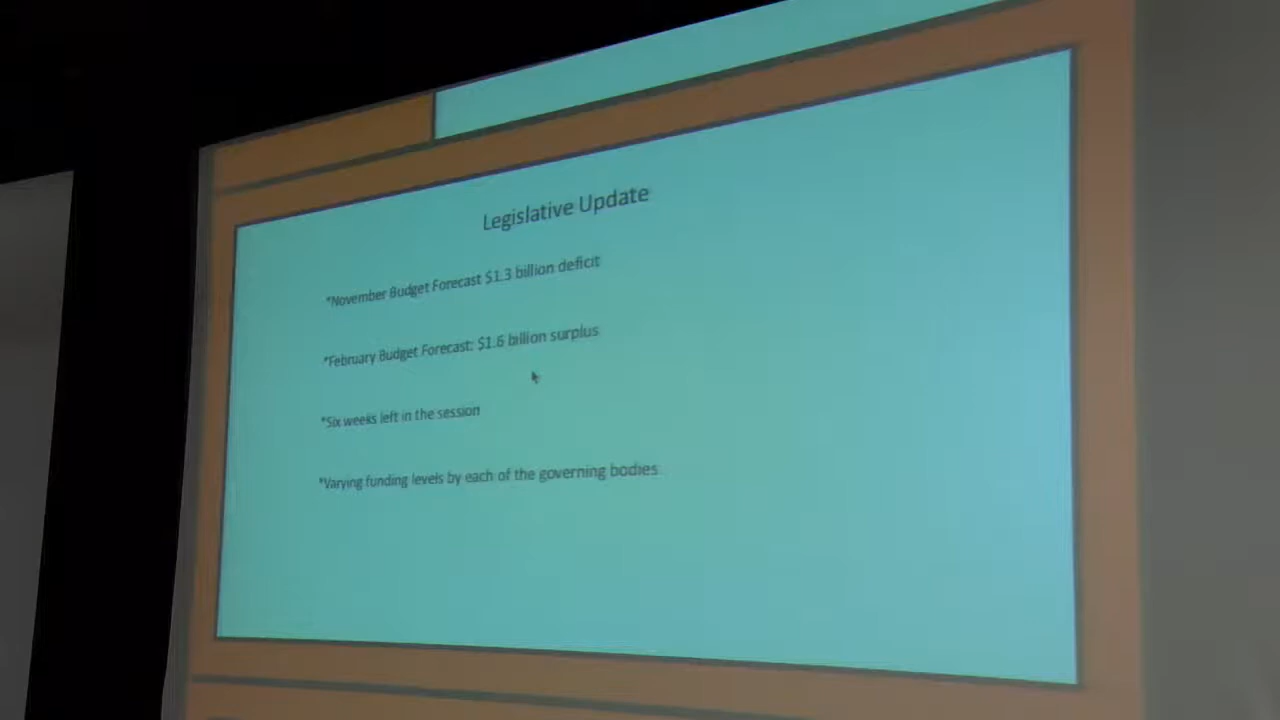 Legislative Update
*November Budget Forecast $1.3 billion deficit
*February Budget Forecast: $1.6 billion surplus
*Six weeks left in the session
*Varying funding levels by each of the governing bodies